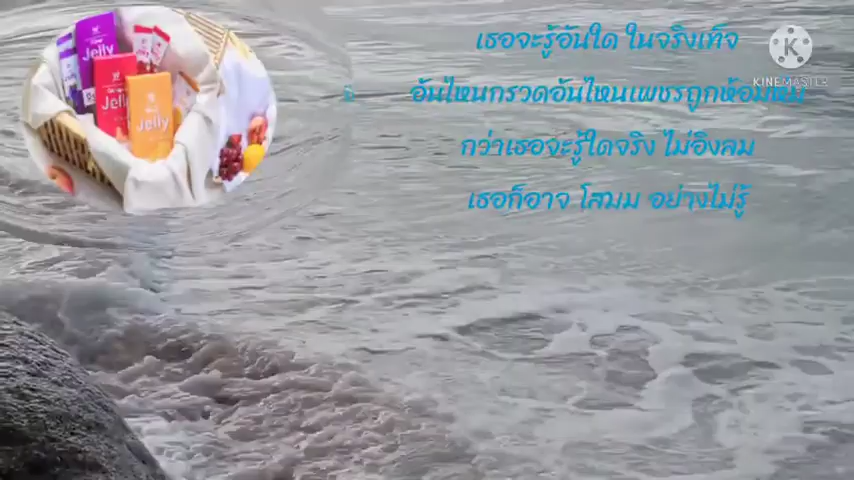 เธอจะรู้อันใด ในจริงเท็จ
อันไหนกรวดอันไหนเพชรถูกห้อมห่ม
กว่าเธอจะรู้ใดจริง ไม่อิงลม
เธอก็อาจ โสมม อย่างไม่รู้
KINEMASTER
Jelly
Jelly
Jelly